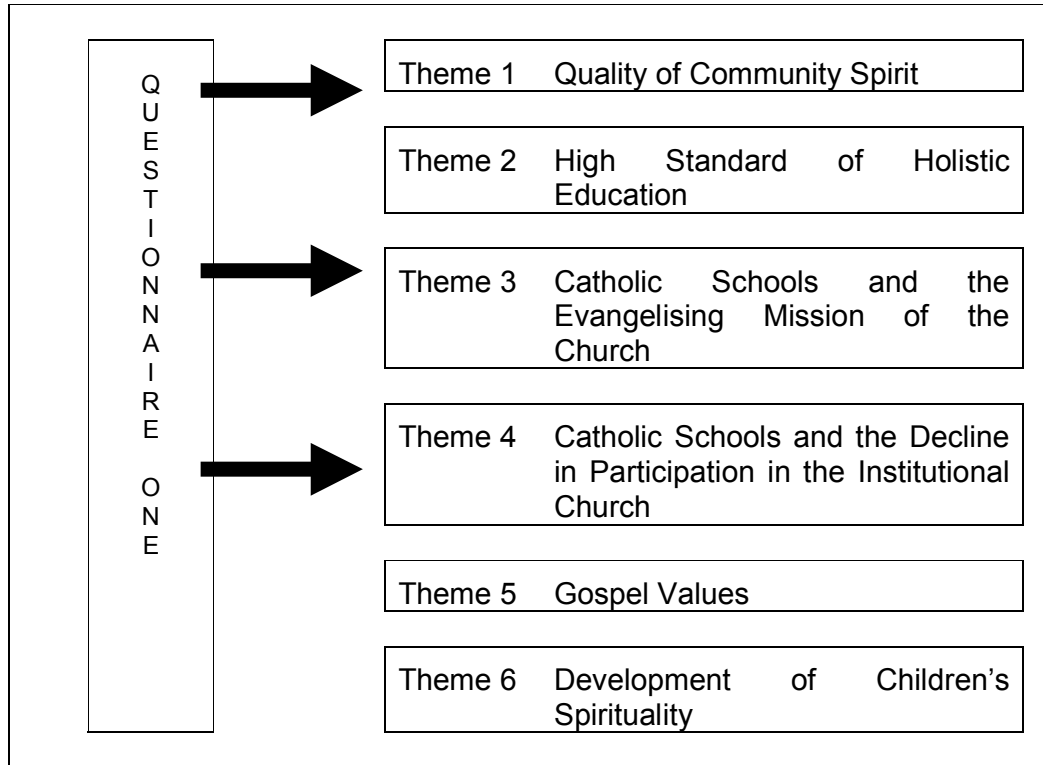 QUESTIONNAIRE ONE
Theme 1 Quality of Community Spirit
Theme 2 High Standard of Holistic
Education
Theme 3 Catholic Schools and the
Evangelising Mission of the
Church
Theme 4 Catholic Schools and the Decline
in Participation in the Institutional
Church
Theme 5 Gospel Values
Theme 6 Development of Children’s
Spirituality